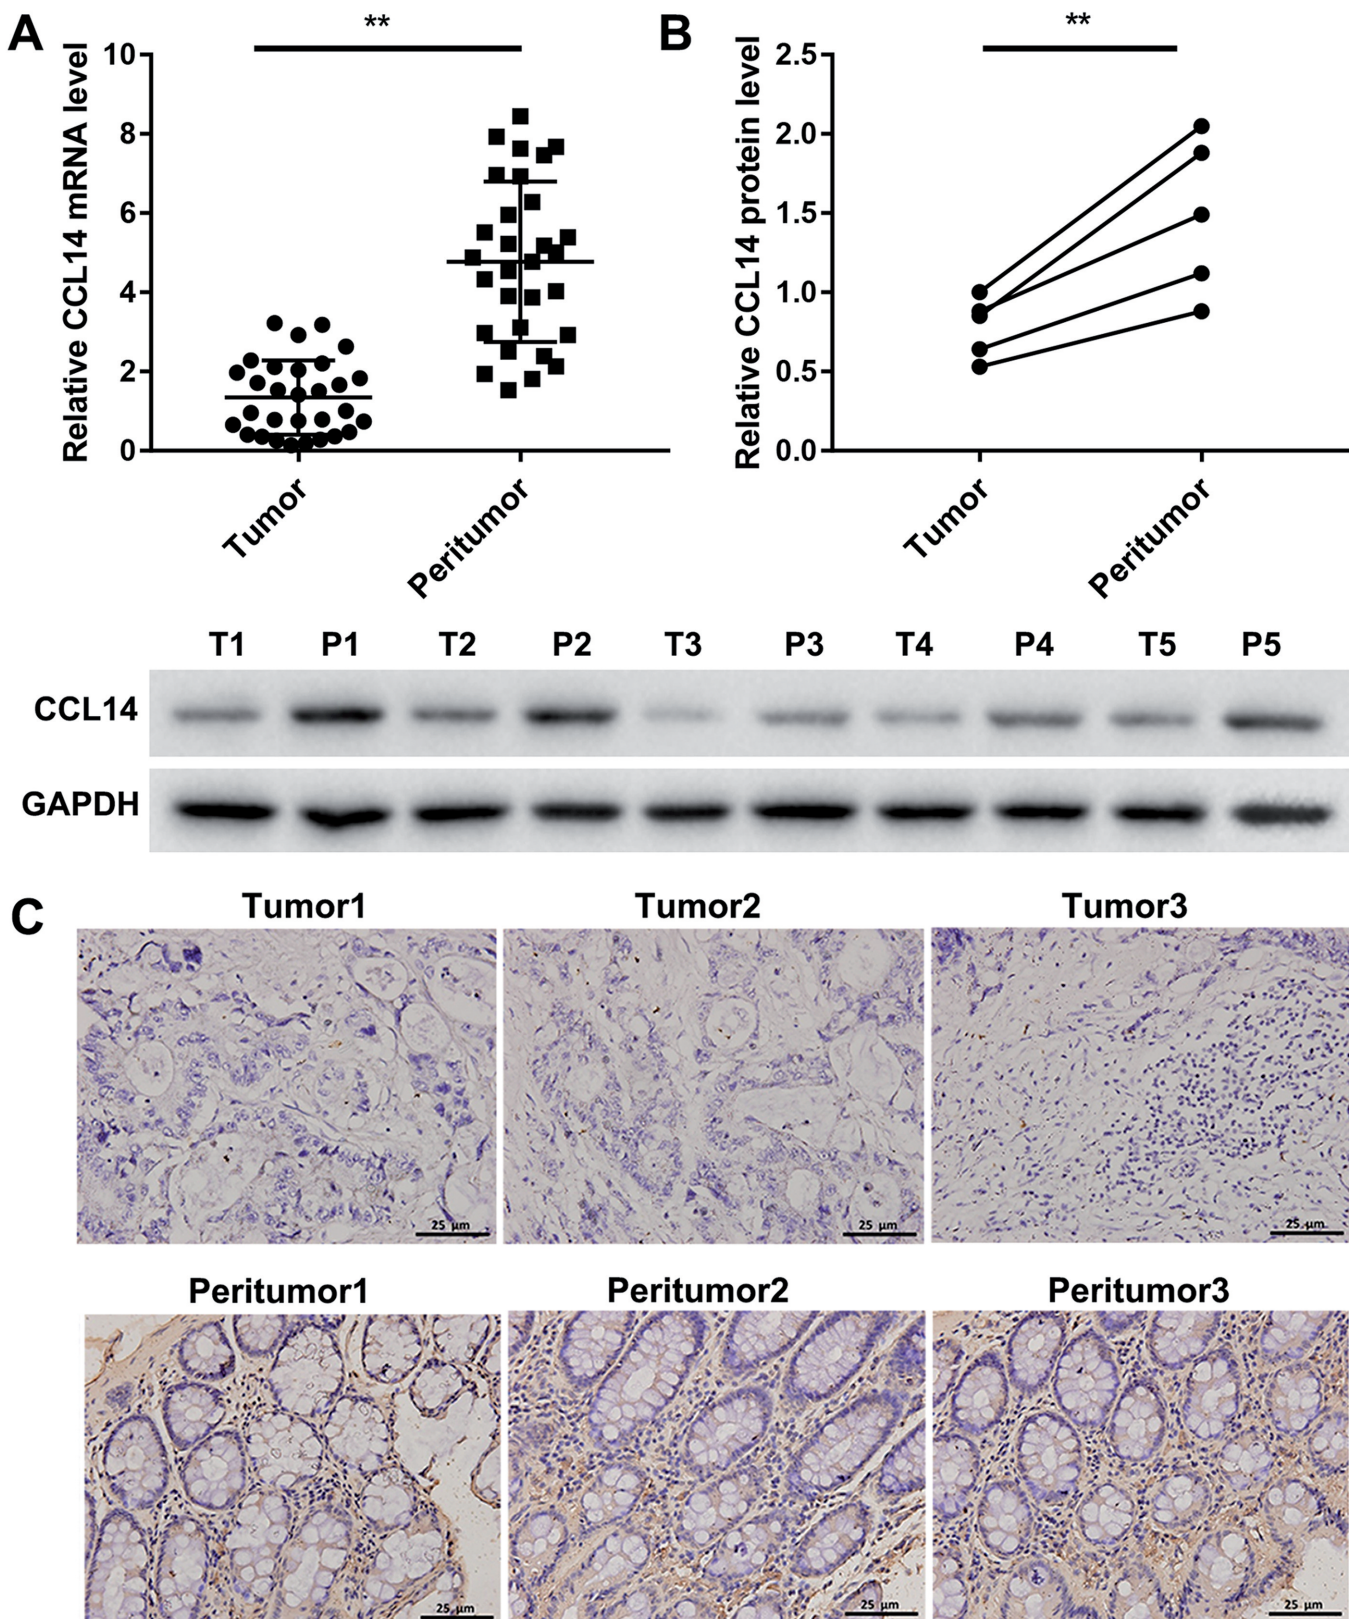 A
**
Relative CCL14 mRNA level
10
8
6
4
2
0
Tumor
Peritumor
B
**
Relative CCL14 protein level
2.5
2.0
1.5
1.0
0.5
0.0
Tumor
Peritumor
T1 P1 T2 P2 T3 P3 T4 P4 T5 P5
CCL14
GAPDH
C
Tumor1 Tumor2 Tumor3
25 µm 25 µm 25 µm
Peritumor1 Peritumor2 Peritumor3
25 µm 25 µm 25 µm